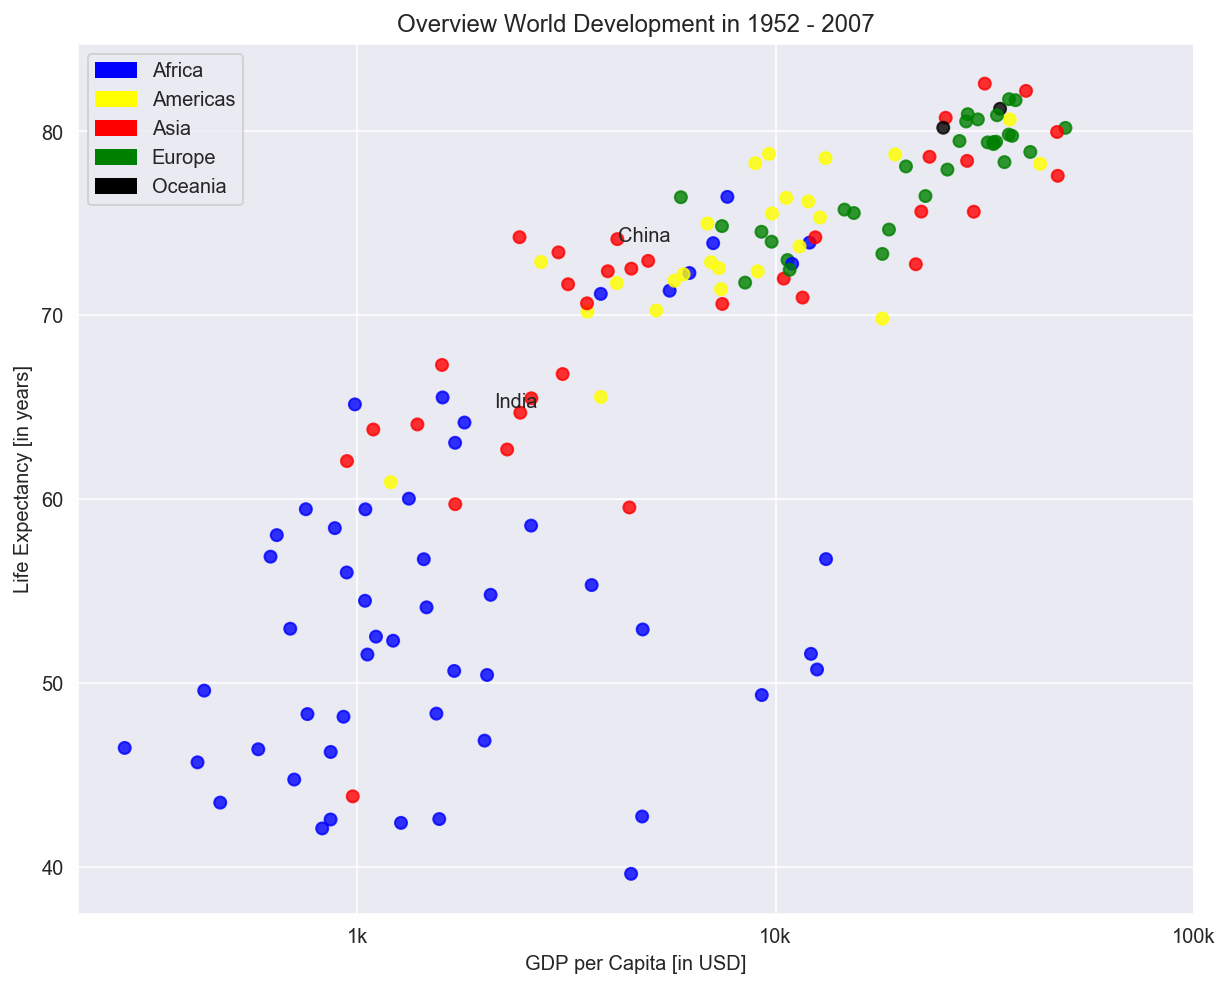 Overview World Development in 1952 - 2007
Africa
Americas
Asia
Europe
Oceania
80
70
60
50
40
Life Expectancy [in years]
China
India
1k
10k
100k
GDP per Capita [in USD]